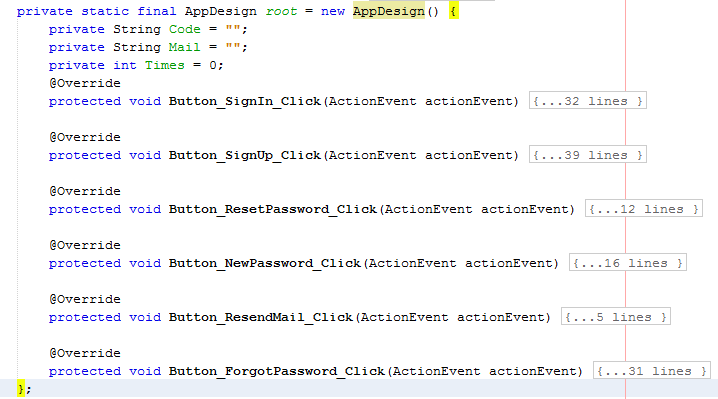 private static final AppDesign root = new AppDesign() {
private String Code = "";
private String Mail = "";
private int Times = 0;
@Override
protected void Button_SignIn_Click(ActionEvent actionEvent) {...32 lines }
@Override
protected void Button_SignUp_Click(ActionEvent actionEvent) {...39 lines }
@Override
protected void Button_ResetPassword_Click(ActionEvent actionEvent) {...12 lines }
@Override
protected void Button_NewPassword_Click(ActionEvent actionEvent) {...16 lines }
@Override
protected void Button_ResendMail_Click(ActionEvent actionEvent) {...5 lines }
@Override
protected void Button_ForgotPassword_Click(ActionEvent actionEvent) {...31 lines }
};